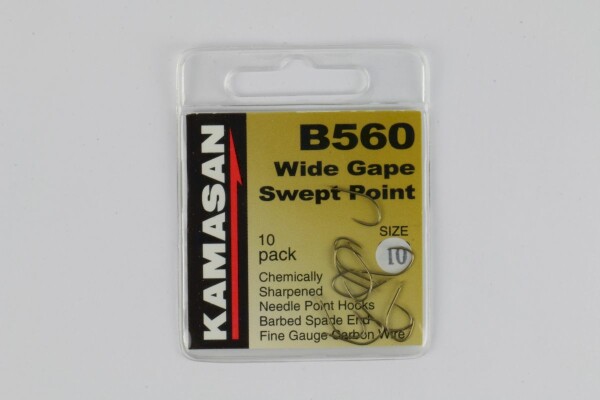 KAMASAN
B560
Wide Gape
Swept Point
SIZE
10
10
pack
Chemically
Sharpened
Needle Point Hooks
Barbed Spade End
Fine Gauge Carbon Wire